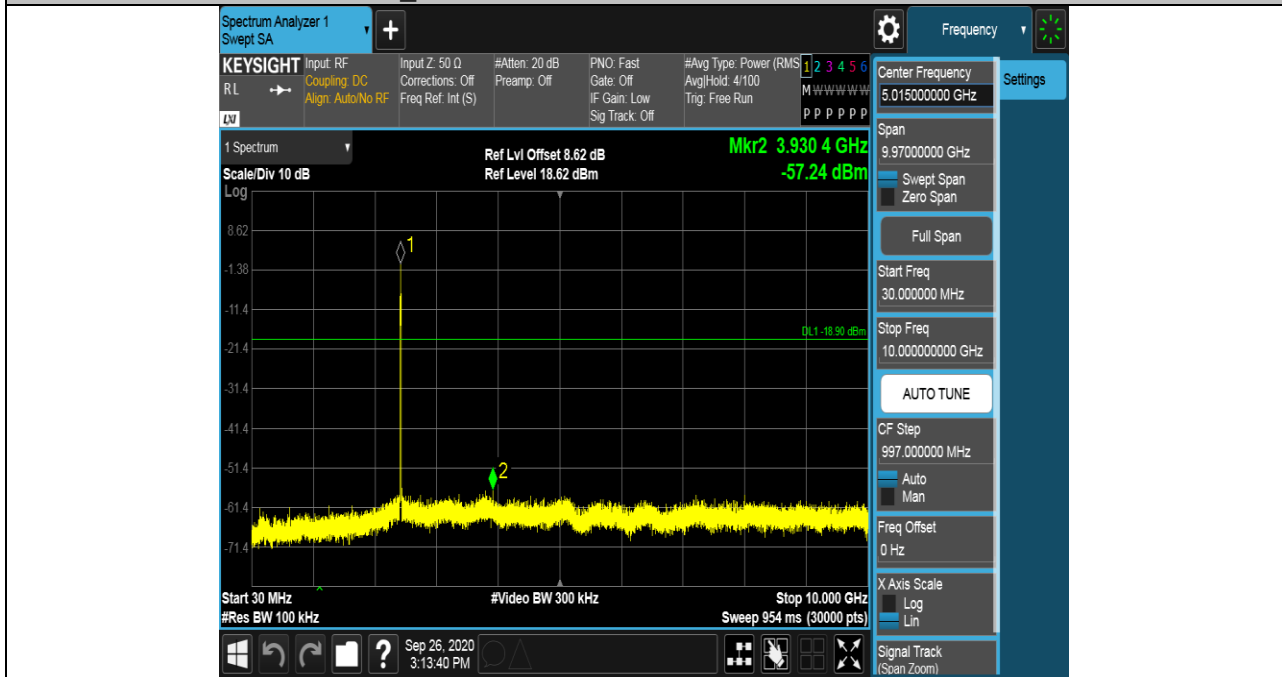 Spectrum Analyzer 1
Swept SA
+
Frequency
KEYSIGHT
RL
LXI
Input: RF
Coupling: DC
Align: Auto/No RF
Input Z: 50 Ω
Corrections: Off
Freq Ref: Int (S)
#Atten: 20 dB
Preamp: Off
PNO: Fast
Gate: Off
IF Gain: Low
Sig Track: Off
#Avg Type: Power (RMS
Avg|Hold: 4/100
Trig: Free Run
1 2 3 4 5 6
M W W W W W
P P P P P P
1 Spectrum
Scale/Div 10 dB
Ref Lvl Offset 8.62 dB
Ref Level 18.62 dBm
Mkr2 3.930 4 GHz
-57.24 dBm
Log
8.62
-1.38
-11.4
-21.4
-31.4
-41.4
-51.4
-61.4
-71.4
1
DL1 -18.90 dBm
2
Start 30 MHz
#Res BW 100 kHz
#Video BW 300 kHz
Stop 10.000 GHz
Sweep 954 ms (30000 pts)
?
Sep 26, 2020
3:13:40 PM
Center Frequency
5.015000000 GHz
Span
9.97000000 GHz
Swept Span
Zero Span
Full Span
Start Freq
30.000000 MHz
Stop Freq
10.000000000 GHz
AUTO TUNE
CF Step
997.000000 MHz
Auto
Man
Freq Offset
0 Hz
X Axis Scale
Log
Lin
Signal Track
(Span Zoom)
Settings